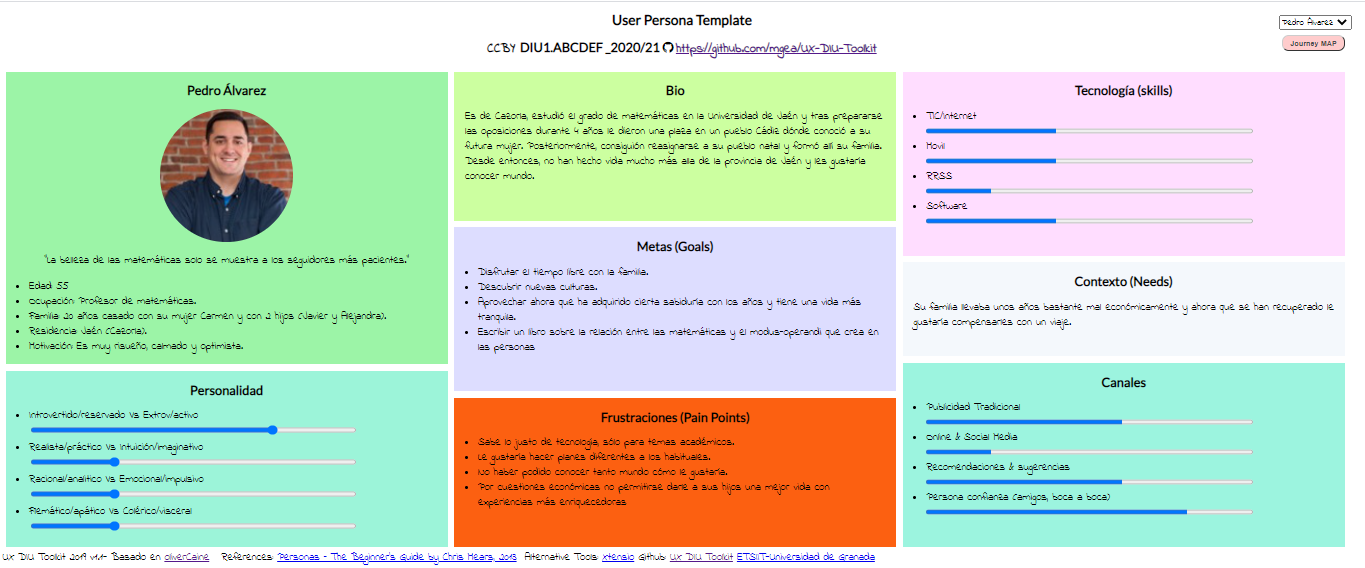 User Persona Template
Pedro Álvarez
CCBY DIU1.ABCDEF_2020/21 https://github.com/mgea/UX-DIU-Toolkit
Journey MAP
Pedro Álvarez
"La belleza de las matemáticas solo se muestra a los seguidores más pacientes."
Edad: 55
Ocupación: Profesor de matemáticas.
Familia: 20 años casado con su mujer Carmen y con 2 hijos (Javier y Alejandra).
Residencia: Jaén (Cazorla).
Motivación: Es muy risueño, calmado y optimista.
Personalidad
Introvertido/reservado Vs Extrov/activo
Realista/práctico Vs Intuición/imaginativo
Racional/analítico Vs Emocional/impulsivo
Flemático/apático Vs Colérico/visceral
Bio
Es de Cazorla, estudió el grado de matemáticas en la Universidad de Jaén y tras prepararse
las oposiciones durante 4 años le dieron una plaza en un pueblo Cádiz dónde conoció a su
futura mujer. Posteriormente, consiguión reasignarse a su pueblo natal y formó allí su familia.
Desde entonces, no han hecho vida mucho más alla de la provincia de Jaén y les gustaría
conocer mundo.
Metas (Goals)
Disfrutar el tiempo libre con la familia.
Descubrir nuevas culturas.
Aprovechar ahora que ha adquirido cierta sabiduría con los años y tiene una vida más
tranquila.
Escribir un libro sobre la relación entre las matemáticas y el modus-operandi que crea en
las personas
Frustraciones (Pain Points)
Sabe lo justo de tecnología, sólo para temas académicos.
Le gustaría hacer planes diferentes a los habituales.
No haber podido conocer tanto mundo cómo le gustaría.
Por cuestiones económicas no permitirse darle a sus hijos una mejor vida con
experiencias más enriquecedoras
Tecnología (skills)
TIC/Internet
Movil
RRSS
Software
Contexto (Needs)
Su familia llevaba unos años bastante mal económicamente y ahora que se han recuperado le
gustaría compensarles con un viaje.
Canales
Publicidad Tradicional
Online & Social Media
Recomendaciones & sugerencias
Persona confianza (amigos, boca a boca)
UX DIU Toolkit 2019 v1.1- Basado en oliverCaine References: Personas - The Beginner's Guide by Chris Mears, 2013 Alternative Tools: Xtensio Github: UX DIU Toolkit ETSIIT-Universidad de Granada